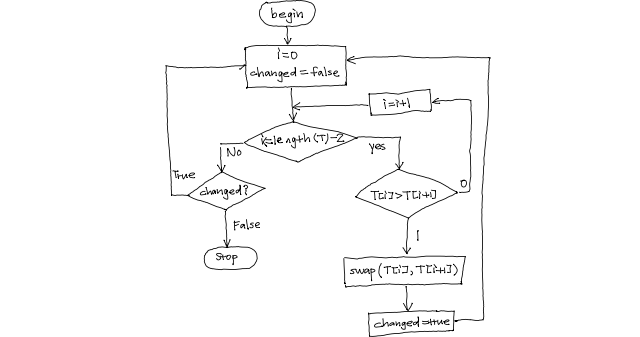 begin
i=0
changed=false
i=i+1
i<=length(T)-2
No
yes
True
changed?
T[i]>T[i+1]
0
False
1
Stop
swap(T[i],T[i+1])
changed=true